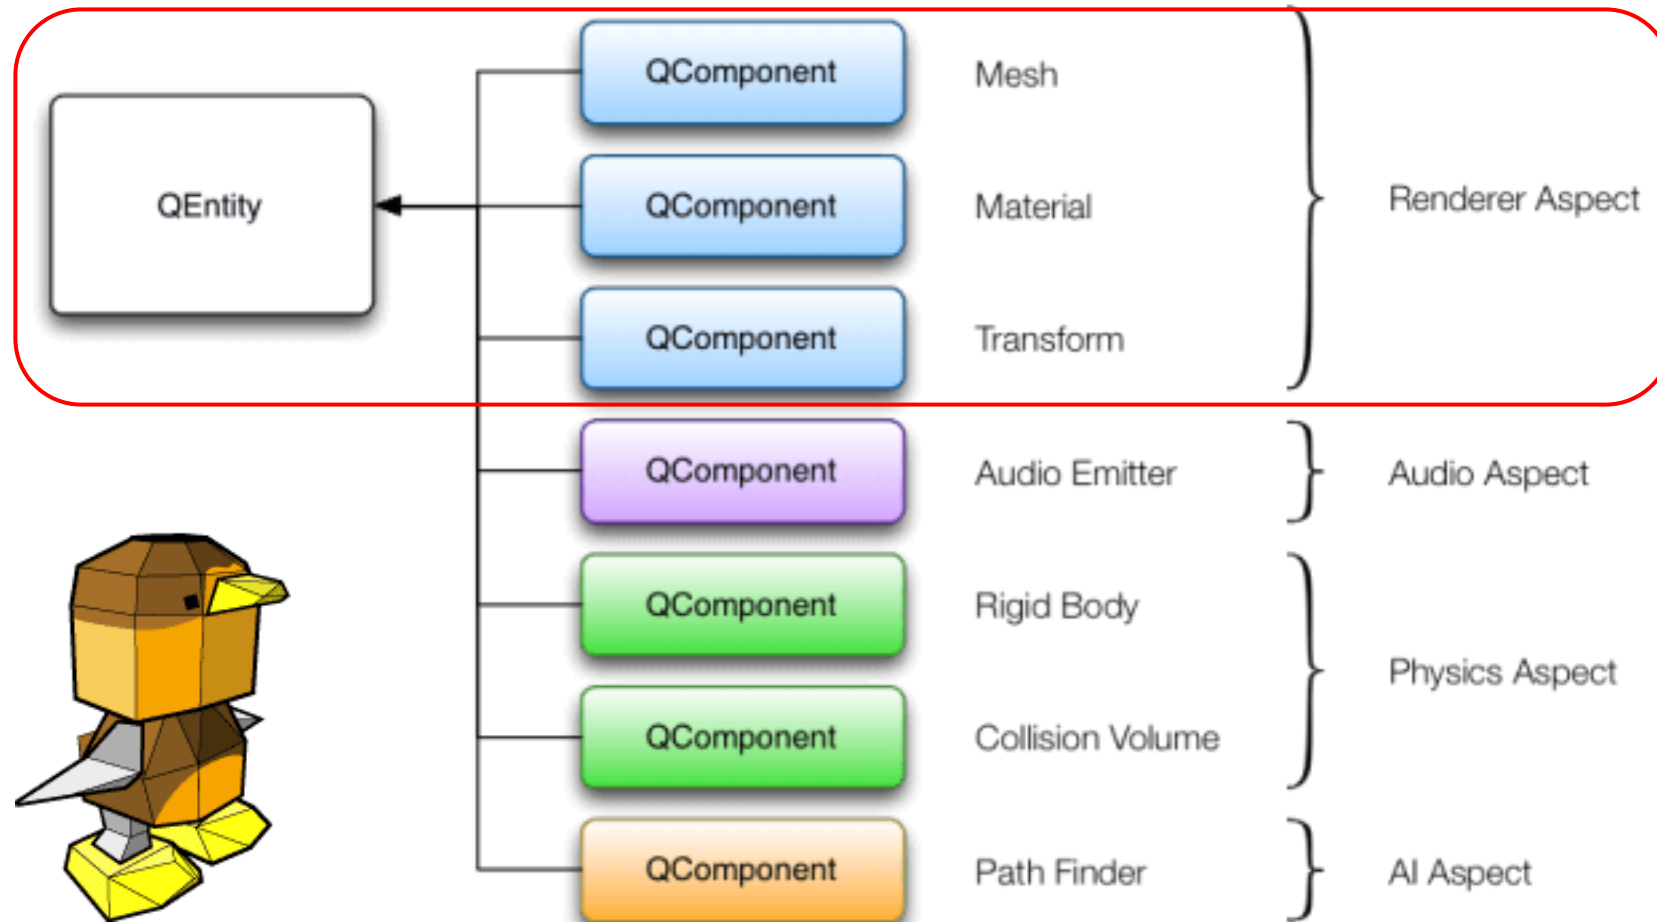 QEntity
QComponent Mesh
QComponent Material
QComponent Transform
Renderer Aspect
QComponent Audio Emitter Audio Aspect
QComponent Rigid Body
QComponent Collision Volume
Physics Aspect
QComponent Path Finder AI Aspect